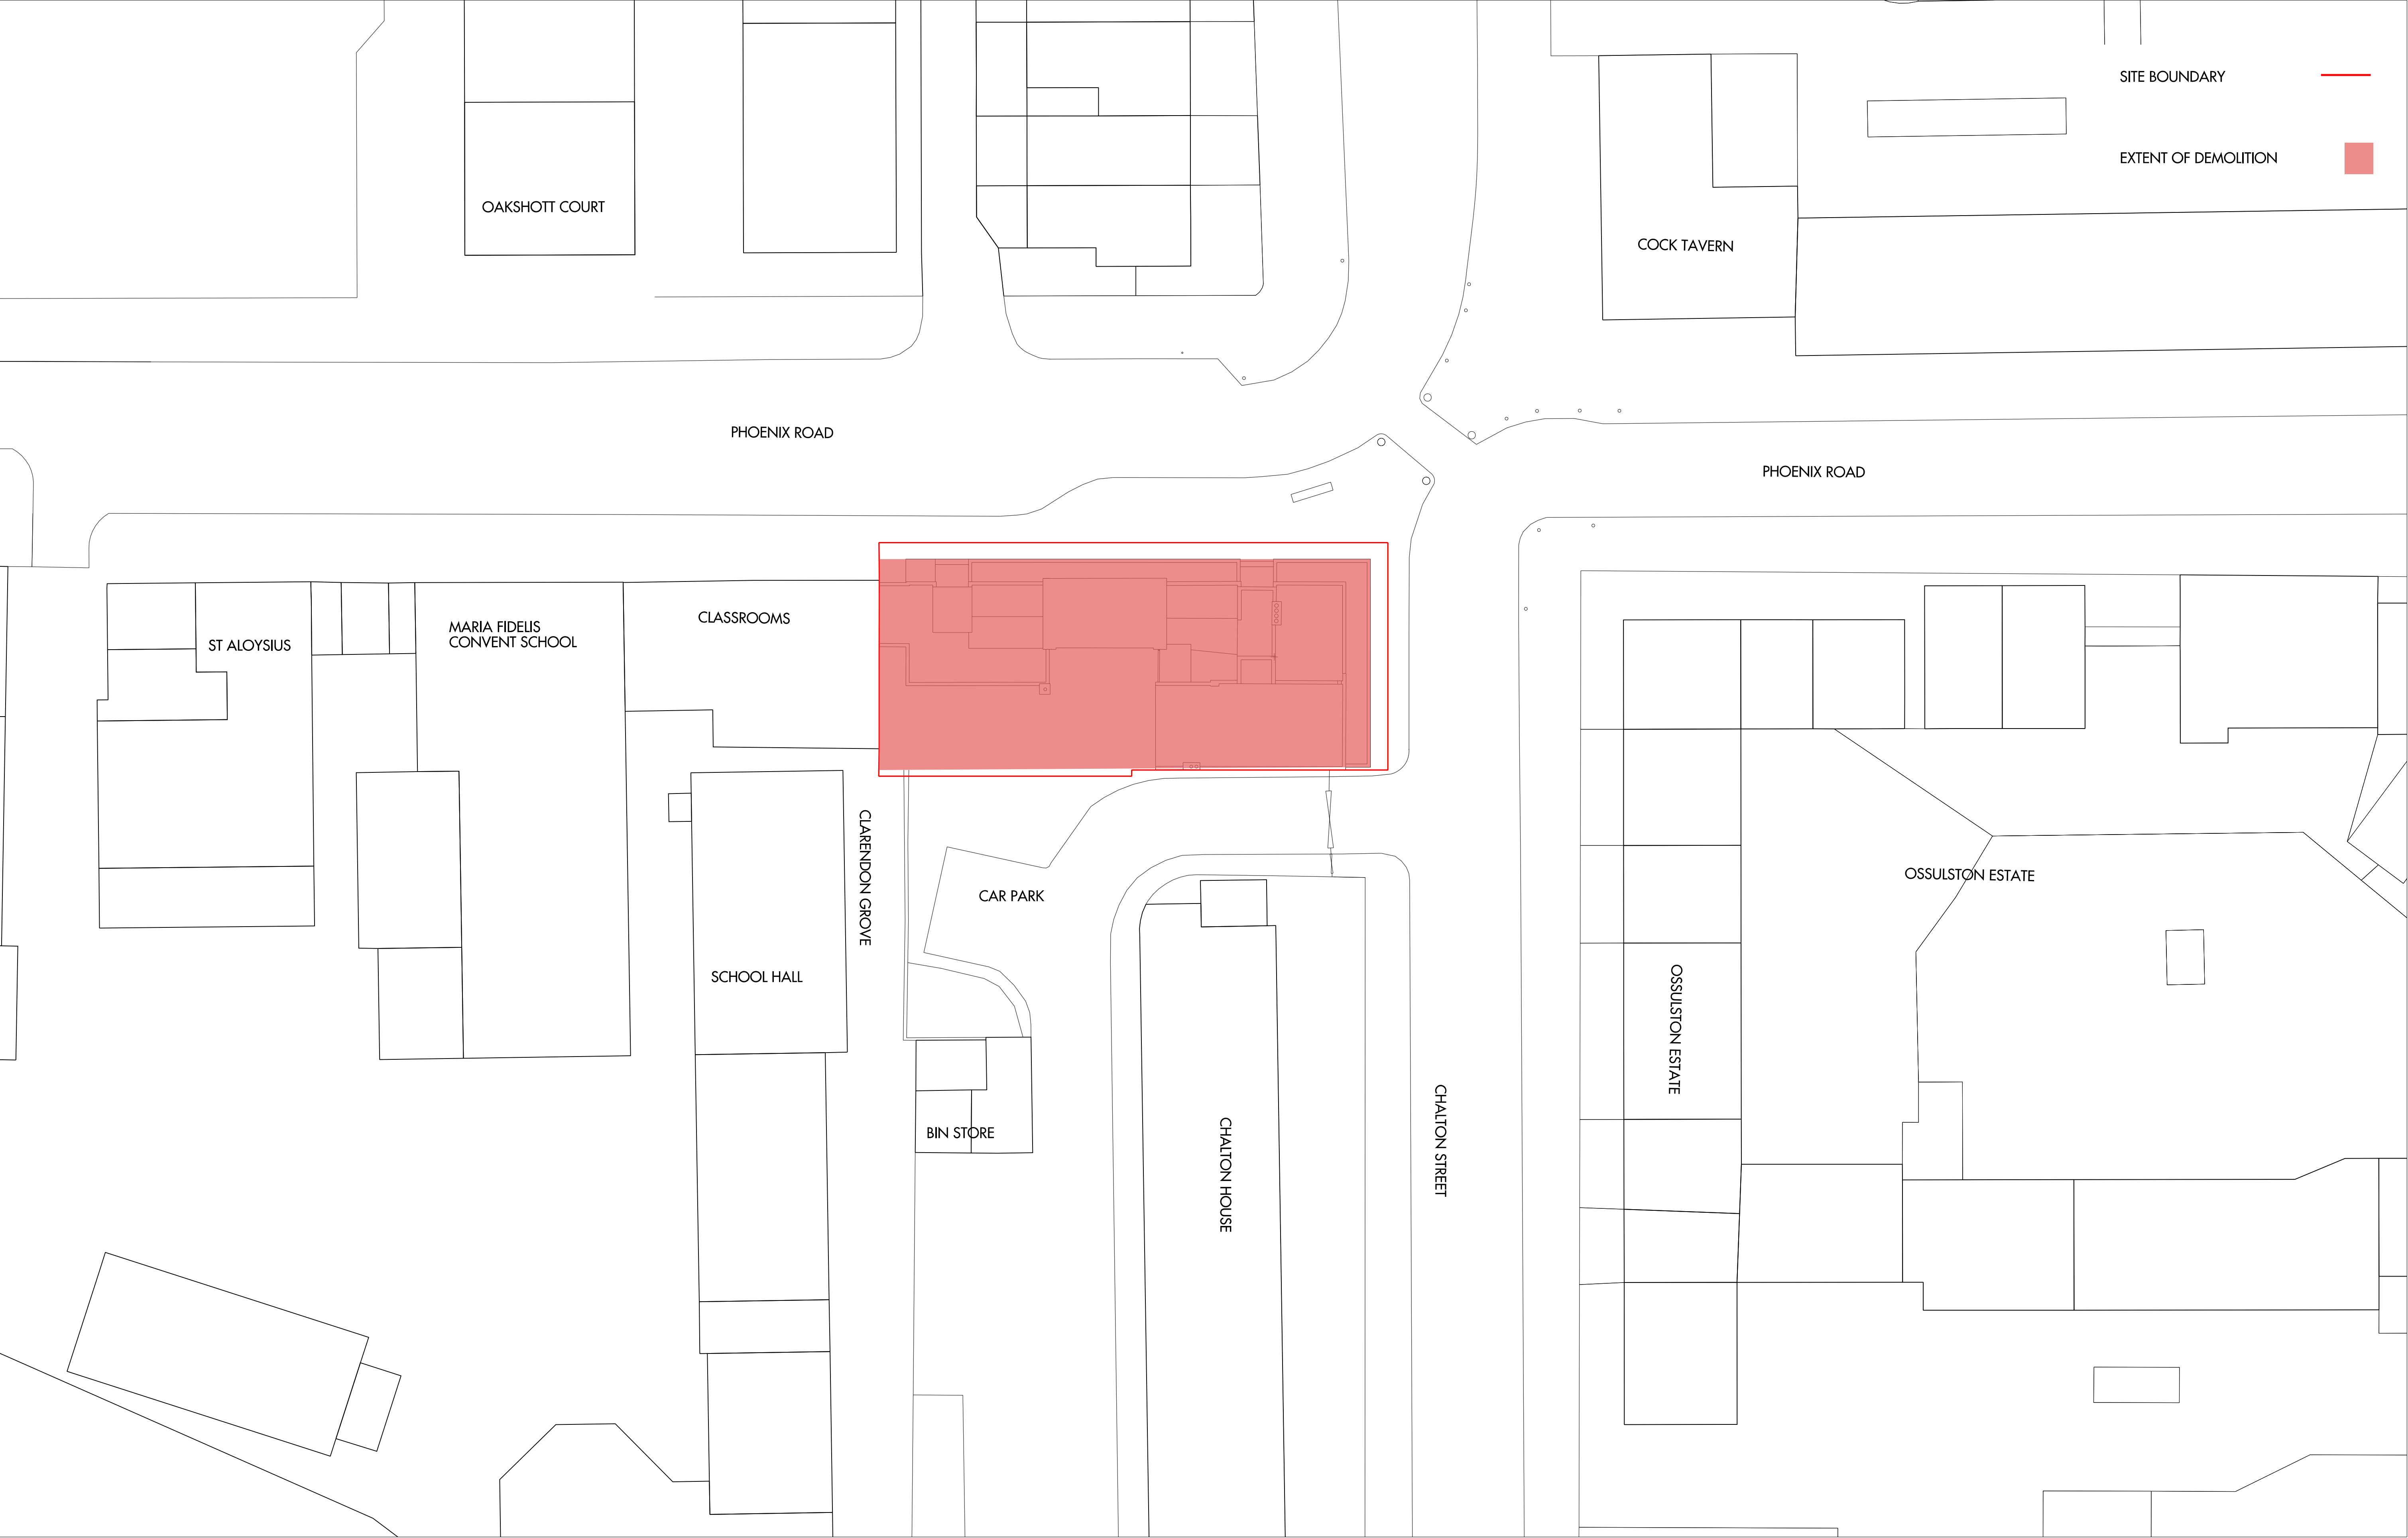 SITE BOUNDARY
EXTENT OF DEMOLITION
OAKSHOTT COURT
COCK TAVERN
PHOENIX ROAD
PHOENIX ROAD
ST ALOYSIUS
MARIA FIDELIS
CONVENT SCHOOL
CLASSROOMS
CLARENDON GROVE
CAR PARK
OSSULSTON ESTATE
SCHOOL HALL
OSSULSTON ESTATE
BIN STORE
CHALTON HOUSE
CHALTON STREET